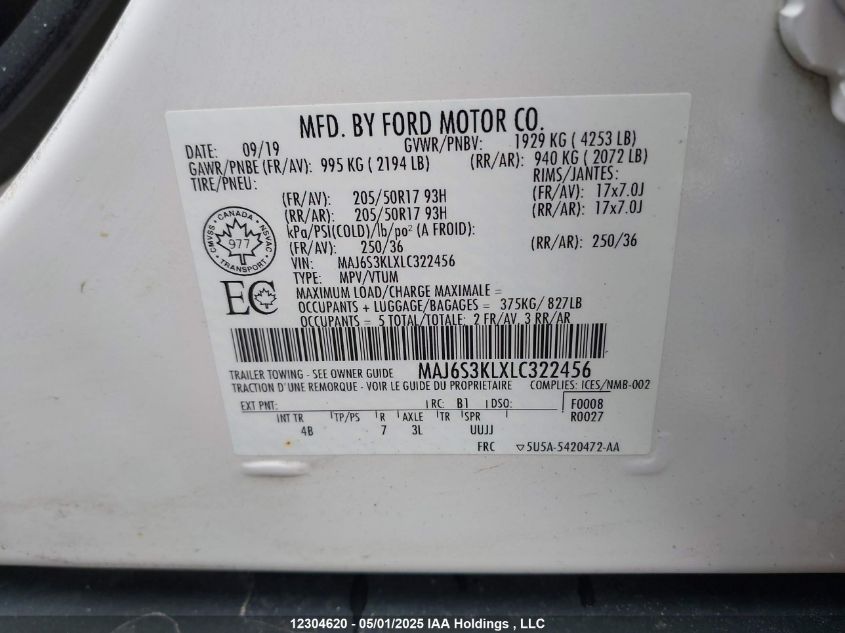 MFD. BY FORD MOTOR CO.
DATE: 09/19 GVWR/PNBV: 1929 KG ( 4253 LB)
GAWR/PNBE (FR/AV): 995 KG ( 2194 LB) (RR/AR): 940 KG ( 2072 LB)
TIRE/PNEU: RIMS/JANTES:
(FR/AV): 205/50R17 93H (FR/AV): 17x7.0J
(RR/AR): 205/50R17 93H (RR/AR): 17x7.0J
kPa/PSI(COLD)/lb/po² (A FROID):
(FR/AV): 250/36 (RR/AR): 250/36
VIN: MAJ6S3KLXLC322456
TYPE: MPV/VTUM
CANADA
CMVSS NSVAC
977
TRANSPORT
EC
MAXIMUM LOAD/CHARGE MAXIMALE =
OCCUPANTS + LUGGAGE/BAGAGES = 375KG/ 827LB
OCCUPANTS = 5 TOTAL/TOTALE: 2 FR/AV 3 RR/AR
TRAILER TOWING - SEE OWNER GUIDE MAJ6S3KLXLC322456
TRACTION D'UNE REMORQUE - VOIR LE GUIDE DU PROPRIETAIRE COMPLIES: ICES/NMB-002
EXT PNT: RC: B1 DSO: F0008
INT TR TP/PS R AXLE TR SPR R0027
4B 7 3L UUJJ
FRC ▽5U5A-5420472-AA
12304620 - 05/01/2025 IAA Holdings , LLC